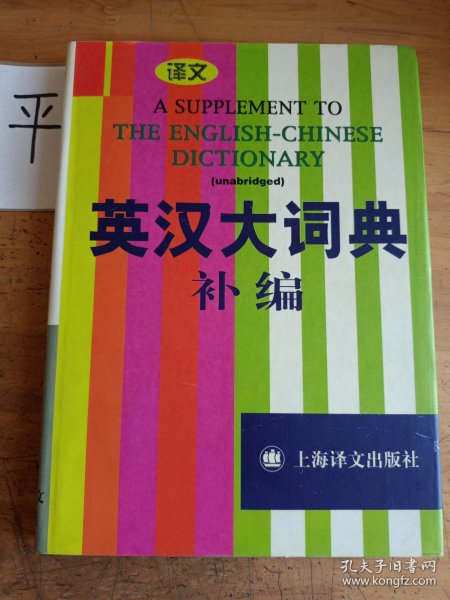 译文
平
A SUPPLEMENT TO
THE ENGLISH-CHINESE
DICTIONARY
(unabridged)
英汉大词典
补编
上海译文出版社
文
孔夫子旧书网
www.kongfz.com